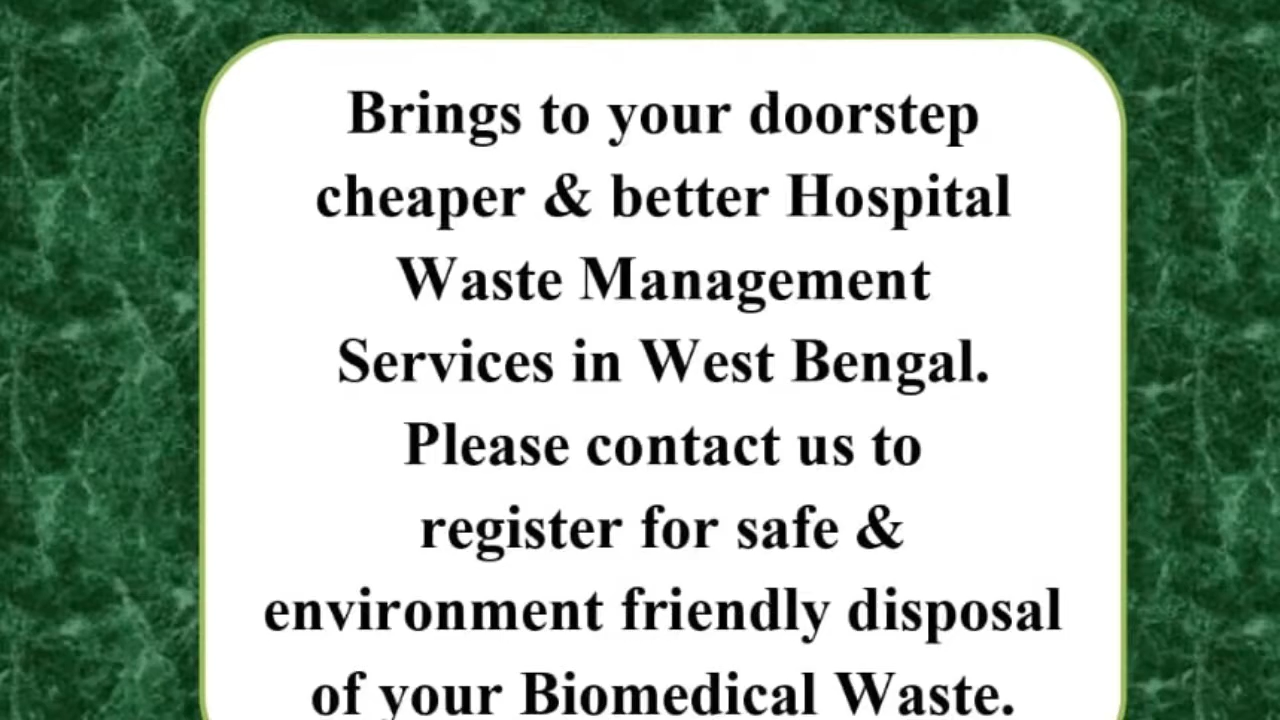 Brings to your doorstep
cheaper & better Hospital
Waste Management
Services in West Bengal.
Please contact us to
register for safe &
environment friendly disposal
of your Biomedical Waste.